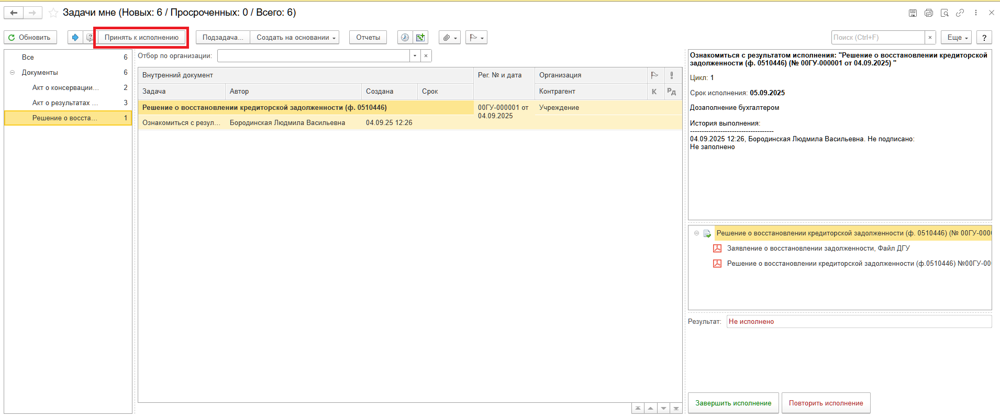 Задачи мне (Новых: 6 / Просроченных: 0 / Всего: 6)
Обновить
Принять к исполнению
Подзадача...
Создать на основании
Отчеты
Поиск (Ctrl+F)
×
Еще
?
Все 6
Документы 6
Акт о консервации... 2
Акт о результатах ... 3
Решение о восста... 1
Отбор по организации:
×
Внутренний документ Рег. № и дата Организация !
Задача Автор Создана Срок Контрагент К Рд
Решение о восстановлении кредиторской задолженности (ф. 0510446)
00ГУ-000001 от
04.09.2025
Учреждение
Ознакомиться с резул... Бородинская Людмила Васильевна 04.09.25 12:26
Ознакомиться с результатом исполнения: "Решение о восстановлении кредиторской
задолженности (ф. 0510446) (№ 00ГУ-000001 от 04.09.2025) "
Цикл: 1
Срок исполнения: 05.09.2025
Дозаполнение бухгалтером
История выполнения:
------------------------------------
04.09.2025 12:26, Бородинская Людмила Васильевна. Не подписано:
Не заполнено
Решение о восстановлении кредиторской задолженности (ф. 0510446) (№ 00ГУ-000
Заявление о восстановлении задолженности, Файл ДГУ
Решение о восстановлении кредиторской задолженности (ф.0510446) №00ГУ-00
Результат: Не исполнено
Завершить исполнение
Повторить исполнение